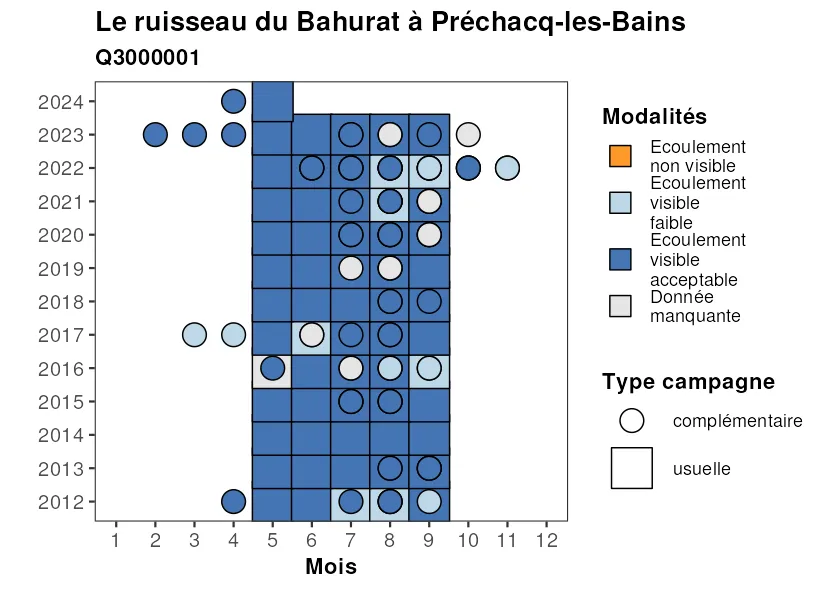 Le ruisseau du Bahurat à Préchacq-les-Bains
Q3000001
2024
2023
2022
2021
2020
2019
2018
2017
2016
2015
2014
2013
2012
1 2 3 4 5 6 7 8 9 10 11 12
Mois
Modalités
Ecoulement
non visible
Ecoulement
visible
faible
Ecoulement
visible
acceptable
Donnée
manquante
Type campagne
complémentaire
usuelle